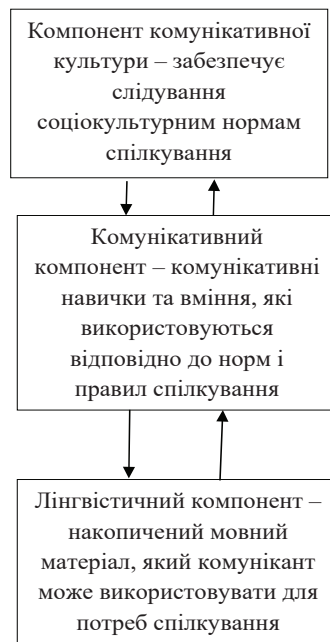 Компонент комунікативної
культури – забезпечує
слідування
соціокультурним нормам
спілкування
Комунікативний
компонент – комунікативні
навички та вміння, які
використовуються
відповідно до норм і
правил спілкування
Лінгвістичний компонент –
накопичений мовний
матеріал, який комунікант
може використовувати для
потреб спілкування